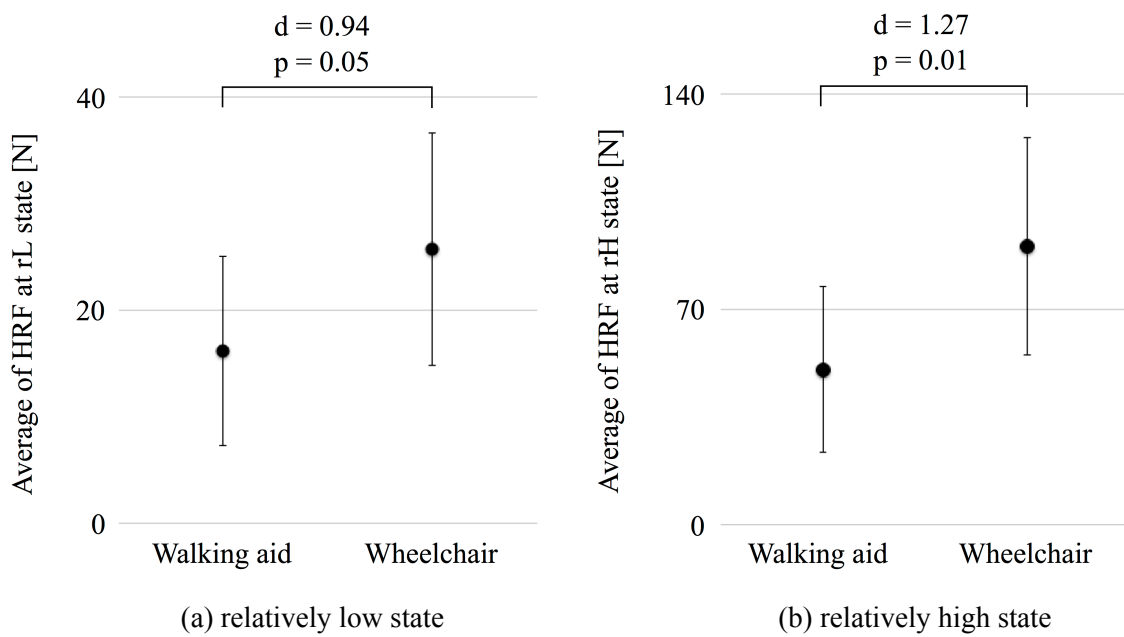 d = 0.94
p = 0.05
40
20
0
Average of HRF at rL state [N]
Walking aid
Wheelchair
(a) relatively low state
d = 1.27
p = 0.01
140
70
0
Average of HRF at rH state [N]
Walking aid
Wheelchair
(b) relatively high state